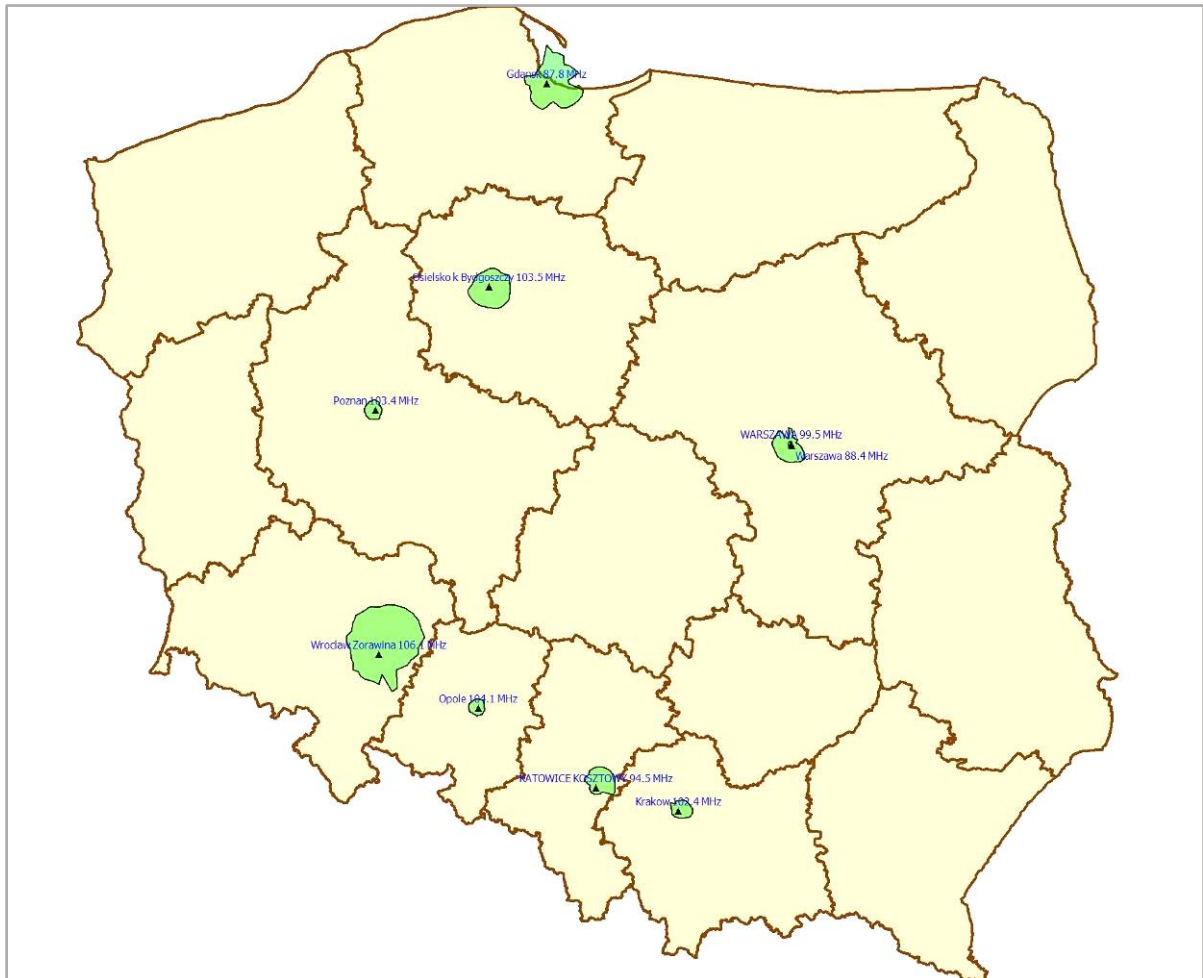 Gdansk 87.8 MHz
Osielsko k Bydgoszczy 103.5 MHz
Poznan 103.4 MHz
WARSZAWA 99.5 MHz
Warszawa 88.4 MHz
Wroclaw Zorawina 106.1 MHz
Opole 104.1 MHz
KATOWICE KOSZTOWY 94.5 MHz
Krakow 102.4 MHz